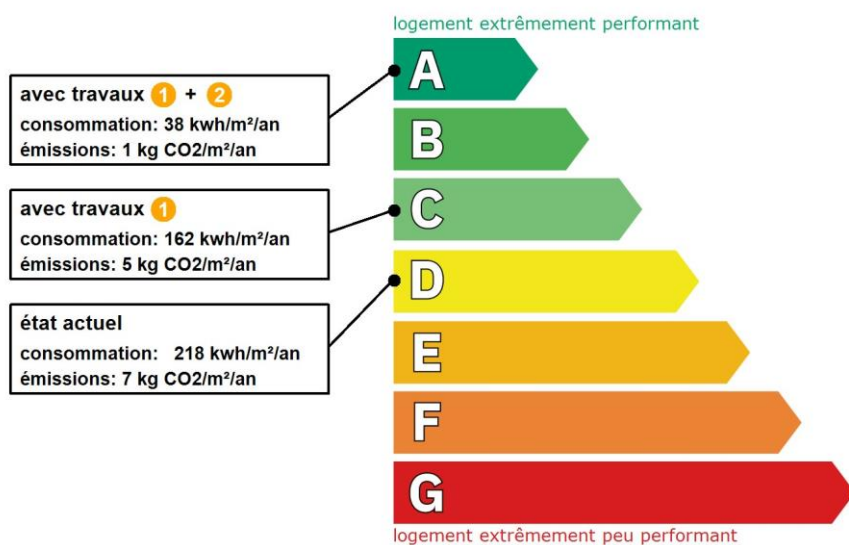 logement extrêmement performant
A
avec travaux 1 + 2
consommation: 38 kwh/m²/an
émissions: 1 kg CO2/m²/an
B
avec travaux 1
consommation: 162 kwh/m²/an
émissions: 5 kg CO2/m²/an
C
D
état actuel
consommation: 218 kwh/m²/an
émissions: 7 kg CO2/m²/an
E
F
G
logement extrêmement peu performant